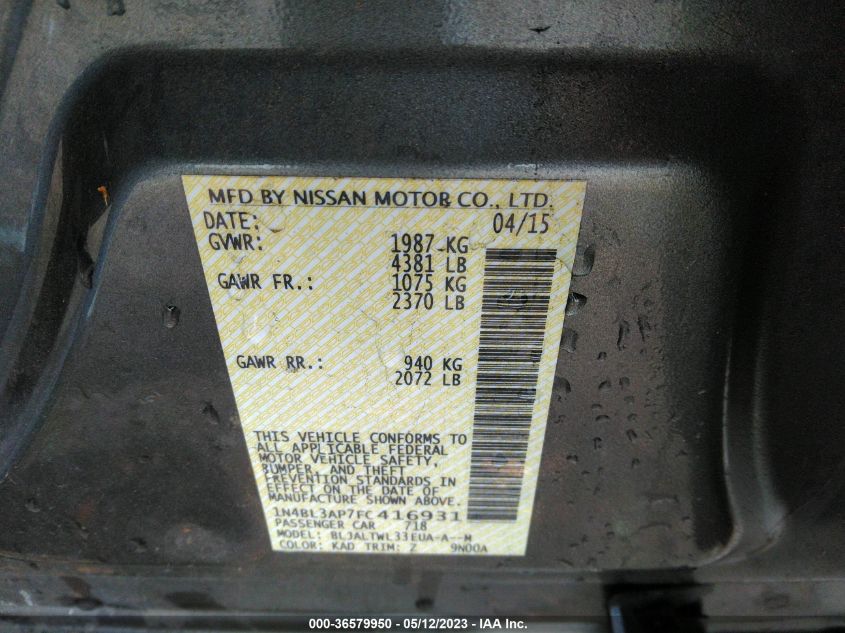 MFD BY NISSAN MOTOR CO., LTD.
DATE: 04/15
GVWR: 1987 KG
4381 LB
GAWR FR.: 1075 KG
2370 LB
GAWR RR.: 940 KG
2072 LB
THIS VEHICLE CONFORMS TO
ALL APPLICABLE FEDERAL
MOTOR VEHICLE SAFETY,
BUMPER, AND THEFT
PREVENTION STANDARDS IN
EFFECT ON THE DATE OF
MANUFACTURE SHOWN ABOVE.
1N4BL3AP7FC416931
PASSENGER CAR 718
MODEL: BLJALTWL33EUA-A--M
COLOR: KAD TRIM: Z 9N00A
000-36579950 - 05/12/2023 - IAA Inc.